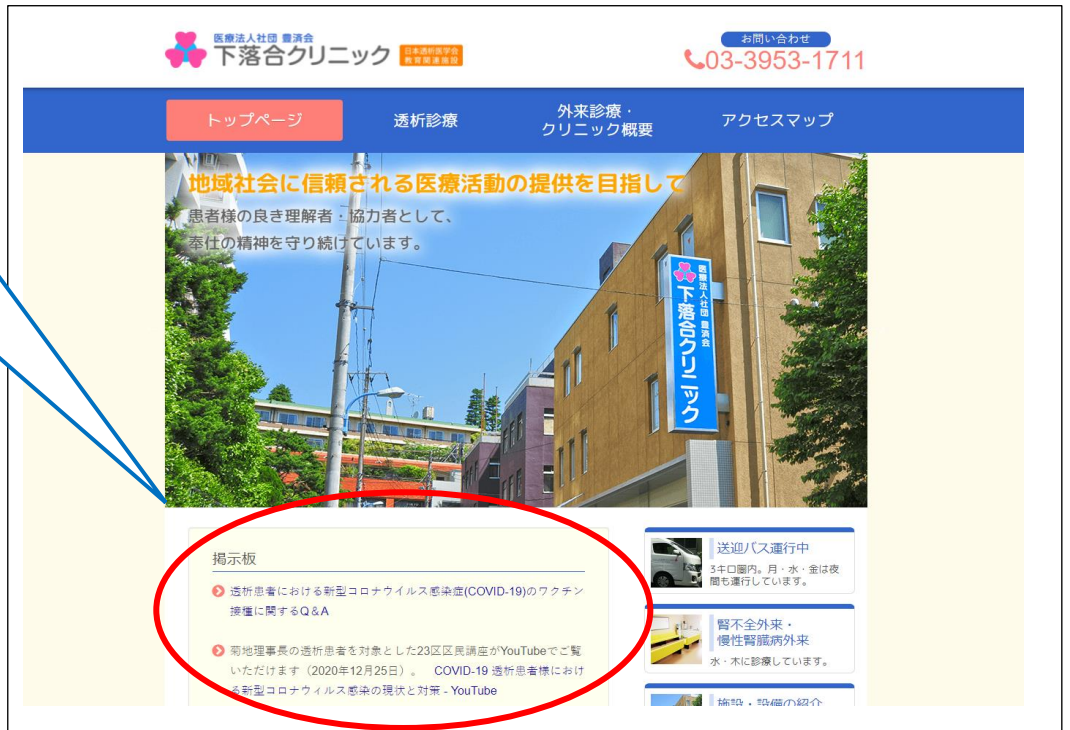 医療法人社団 豊済会
下落合クリニック
日本透析医学会
教育関連施設
お問い合わせ
03-3953-1711
トップページ
透析診療
外来診療・
クリニック概要
アクセスマップ
地域社会に信頼される医療活動の提供を目指して
患者様の良き理解者・協力者として、
奉仕の精神を守り続けています。
医療法人社団 豊済会
下落合クリニック
掲示板
透析患者における新型コロナウイルス感染症(COVID-19)のワクチン
接種に関するQ&A
菊地理事長の透析患者を対象とした23区区民講座がYouTubeでご覧
いただけます（2020年12月25日）。 COVID-19 透析患者様におけ
る新型コロナウィルス感染の現状と対策 - YouTube
送迎バス運行中
3キロ圏内。月・水・金は夜
間も運行しています。
腎不全外来・
慢性腎臓病外来
水・木に診療しています。
施設・設備の紹介